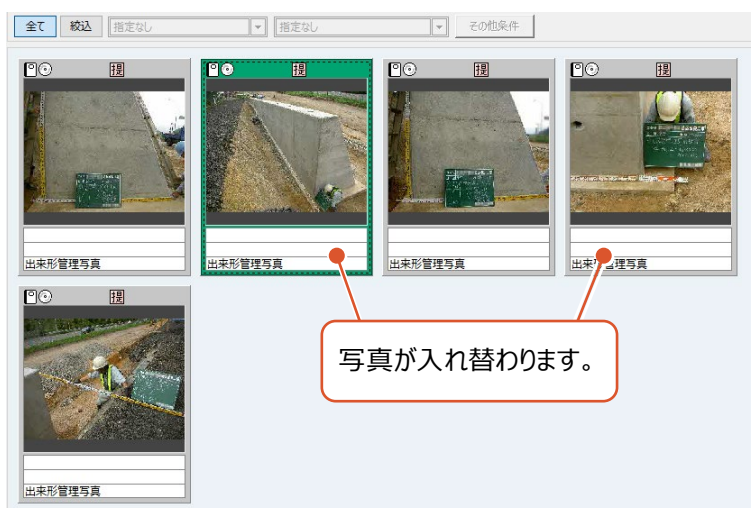 全て 絞込 指定なし 指定なし その他条件
提 提 提 提
出来形管理写真 出来形管理写真 出来形管理写真 出来形管理写真
写真が入れ替わります。
提
出来形管理写真